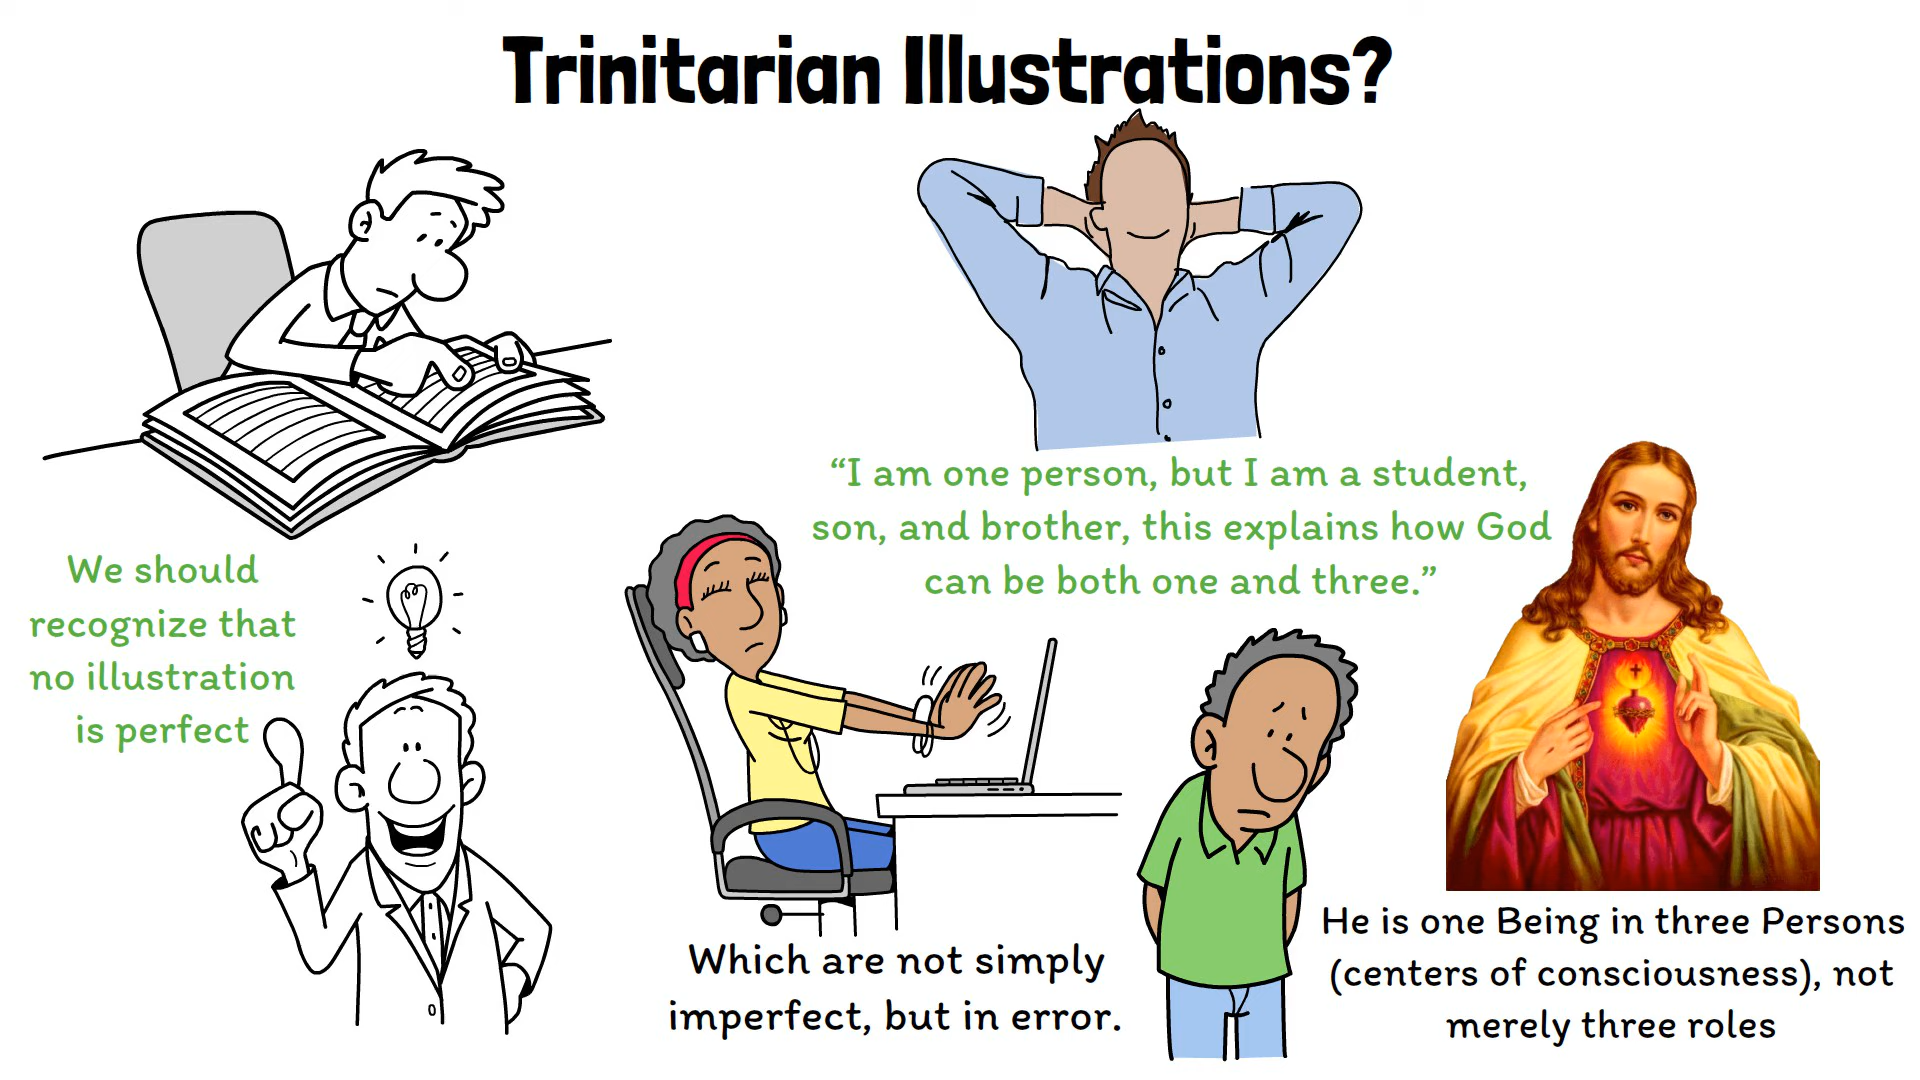 Trinitarian Illustrations?
We should
recognize that
no illustration
is perfect
“I am one person, but I am a student,
son, and brother, this explains how God
can be both one and three.”
Which are not simply
imperfect, but in error.
He is one Being in three Persons
(centers of consciousness), not
merely three roles